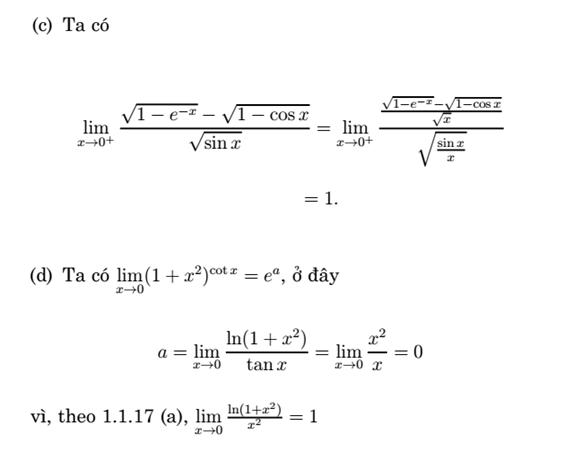 (c) Ta có
$\lim_{x \to 0^+} \frac{\sqrt{1 - e^{-x}} - \sqrt{1 - \cos x}}{\sqrt{\sin x}} = \lim_{x \to 0^+} \frac{\frac{\sqrt{1-e^{-x}} - \sqrt{1-\cos x}}{\sqrt{x}}}{\sqrt{\frac{\sin x}{x}}}$
$= 1.$
(d) Ta có $\lim_{x \to 0} (1 + x^2)^{\cot x} = e^a$, ở đây
$a = \lim_{x \to 0} \frac{\ln(1 + x^2)}{\tan x} = \lim_{x \to 0} \frac{x^2}{x} = 0$
vì, theo 1.1.17 (a), $\lim_{x \to 0} \frac{\ln(1+x^2)}{x^2} = 1$